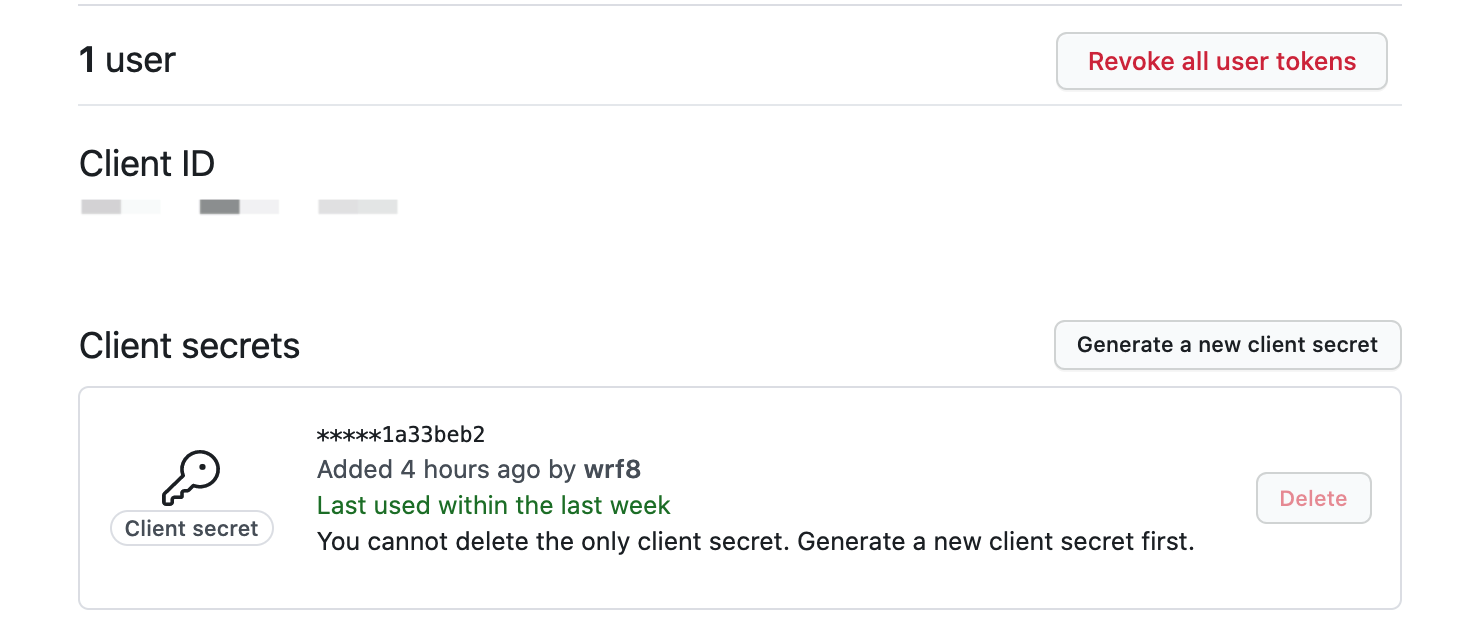 1 user
Revoke all user tokens
Client ID
Client secrets
Generate a new client secret
*****1a33beb2
Added 4 hours ago by wrf8
Last used within the last week
Client secret
Delete
You cannot delete the only client secret. Generate a new client secret first.